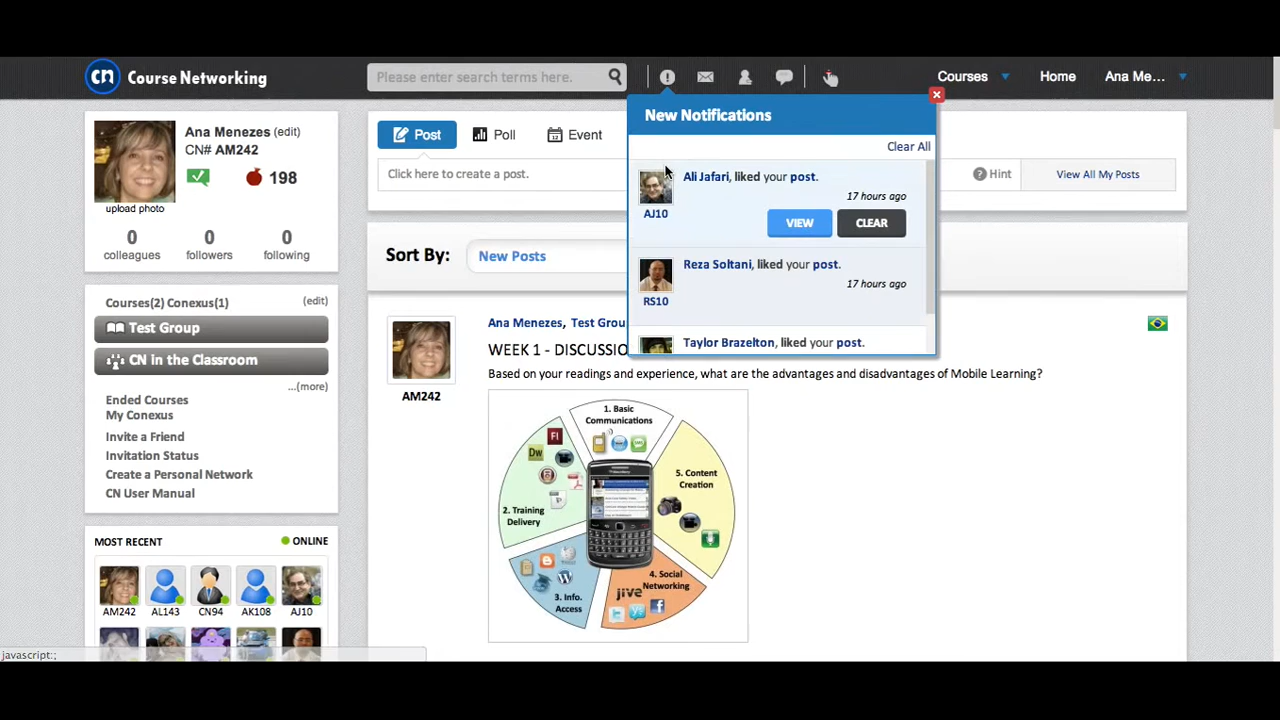 CN Course Networking
Please enter search terms here.
Courses
Home
Ana Me...
Ana Menezes (edit)
CN# AM242
198
upload photo
0 0 0
colleagues followers following
Courses(2) Conexus(1) (edit)
Test Group
CN in the Classroom
...(more)
Ended Courses
My Conexus
Invite a Friend
Invitation Status
Create a Personal Network
CN User Manual
MOST RECENT ONLINE
AM242 AL143 CN94 AK108 AJ10
javascript:;
Post Poll Event
Click here to create a post.
Hint
View All My Posts
Sort By: New Posts
New Notifications
Clear All
Ali Jafari, liked your post.
17 hours ago
AJ10
VIEW CLEAR
Reza Soltani, liked your post.
17 hours ago
RS10
Taylor Brazelton, liked your post.
Ana Menezes, Test Grou
WEEK 1 - DISCUSSIO
AM242
Based on your readings and experience, what are the advantages and disadvantages of Mobile Learning?
1. Basic
Communications
5. Content
Creation
2. Training
Delivery
4. Social
Networking
3. Info.
Access
Fl
Dw
jive